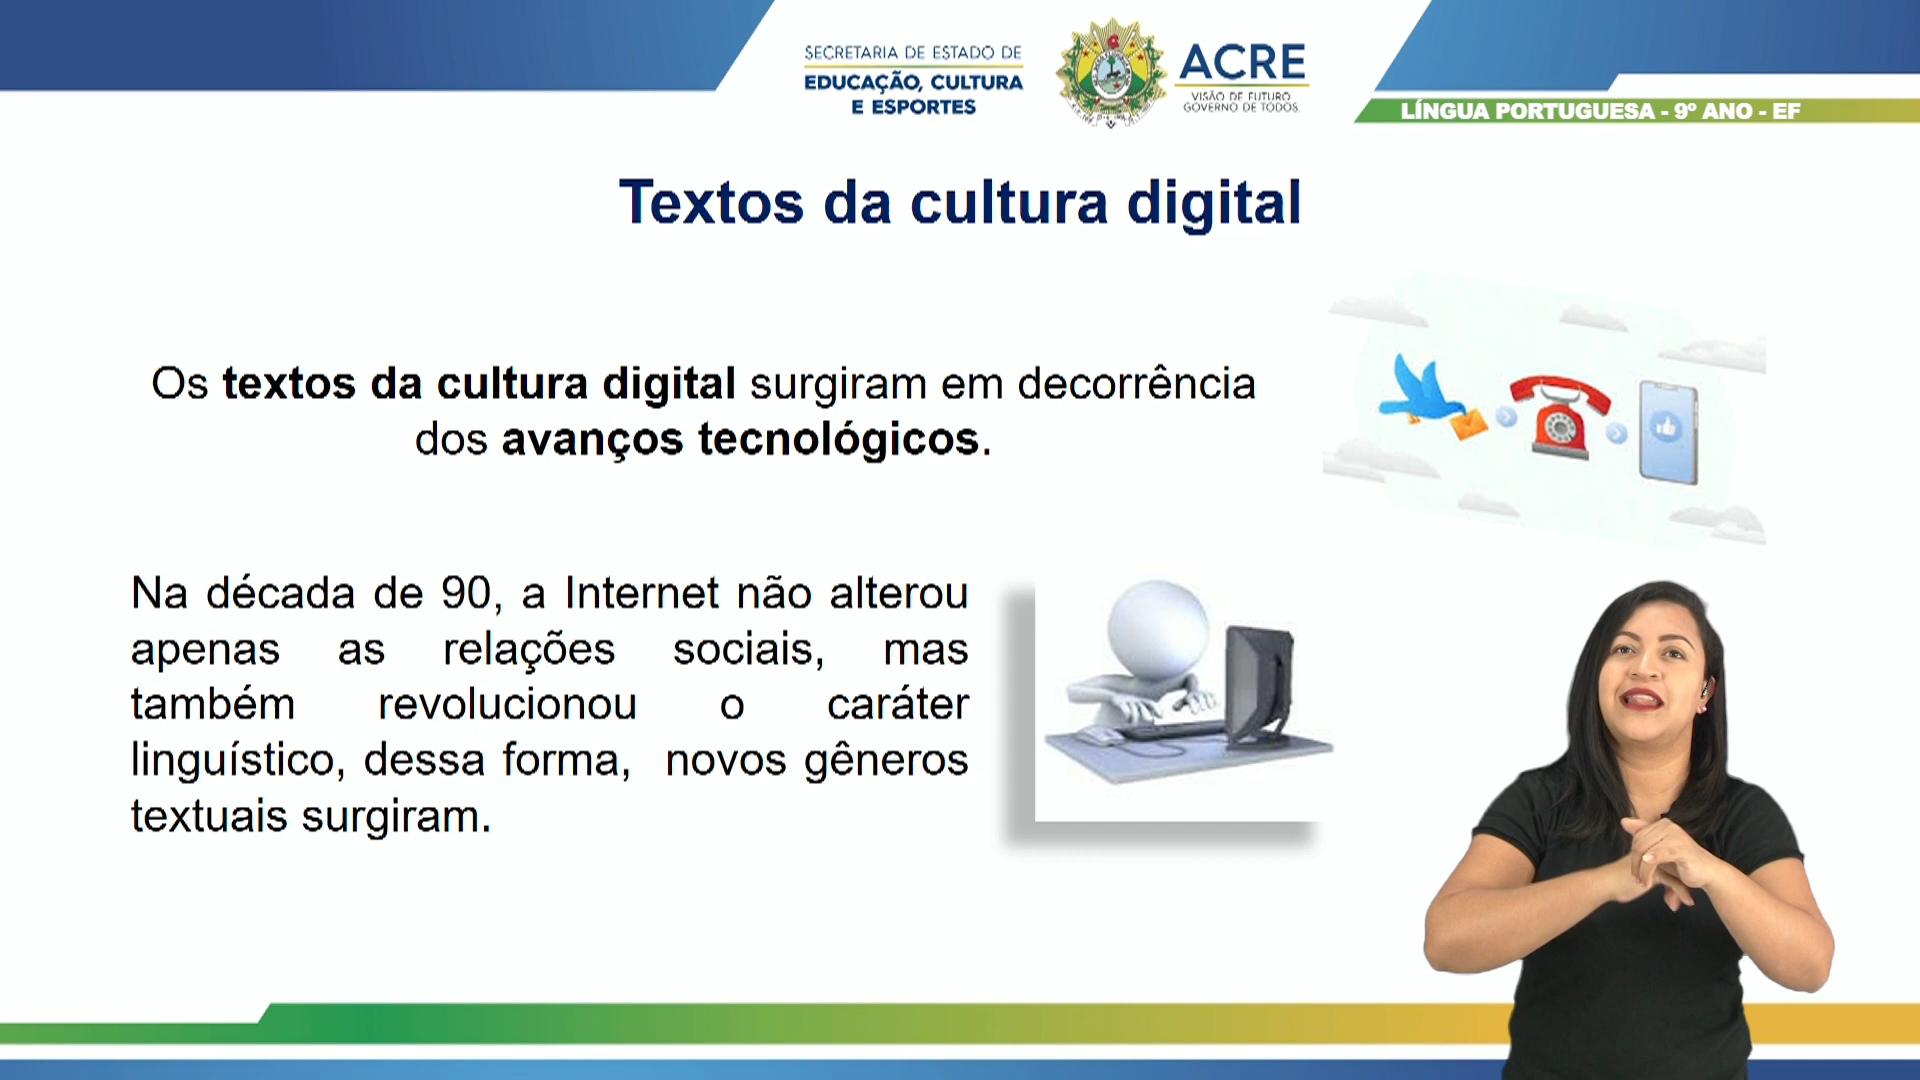 SECRETARIA DE ESTADO DE
EDUCAÇÃO, CULTURA
E ESPORTES
ACRE
VISÃO DE FUTURO
GOVERNO DE TODOS.
LÍNGUA PORTUGUESA - 9º ANO - EF
Textos da cultura digital
Os textos da cultura digital surgiram em decorrência
dos avanços tecnológicos.
Na década de 90, a Internet não alterou
apenas as relações sociais, mas
também revolucionou o caráter
linguístico, dessa forma, novos gêneros
textuais surgiram.